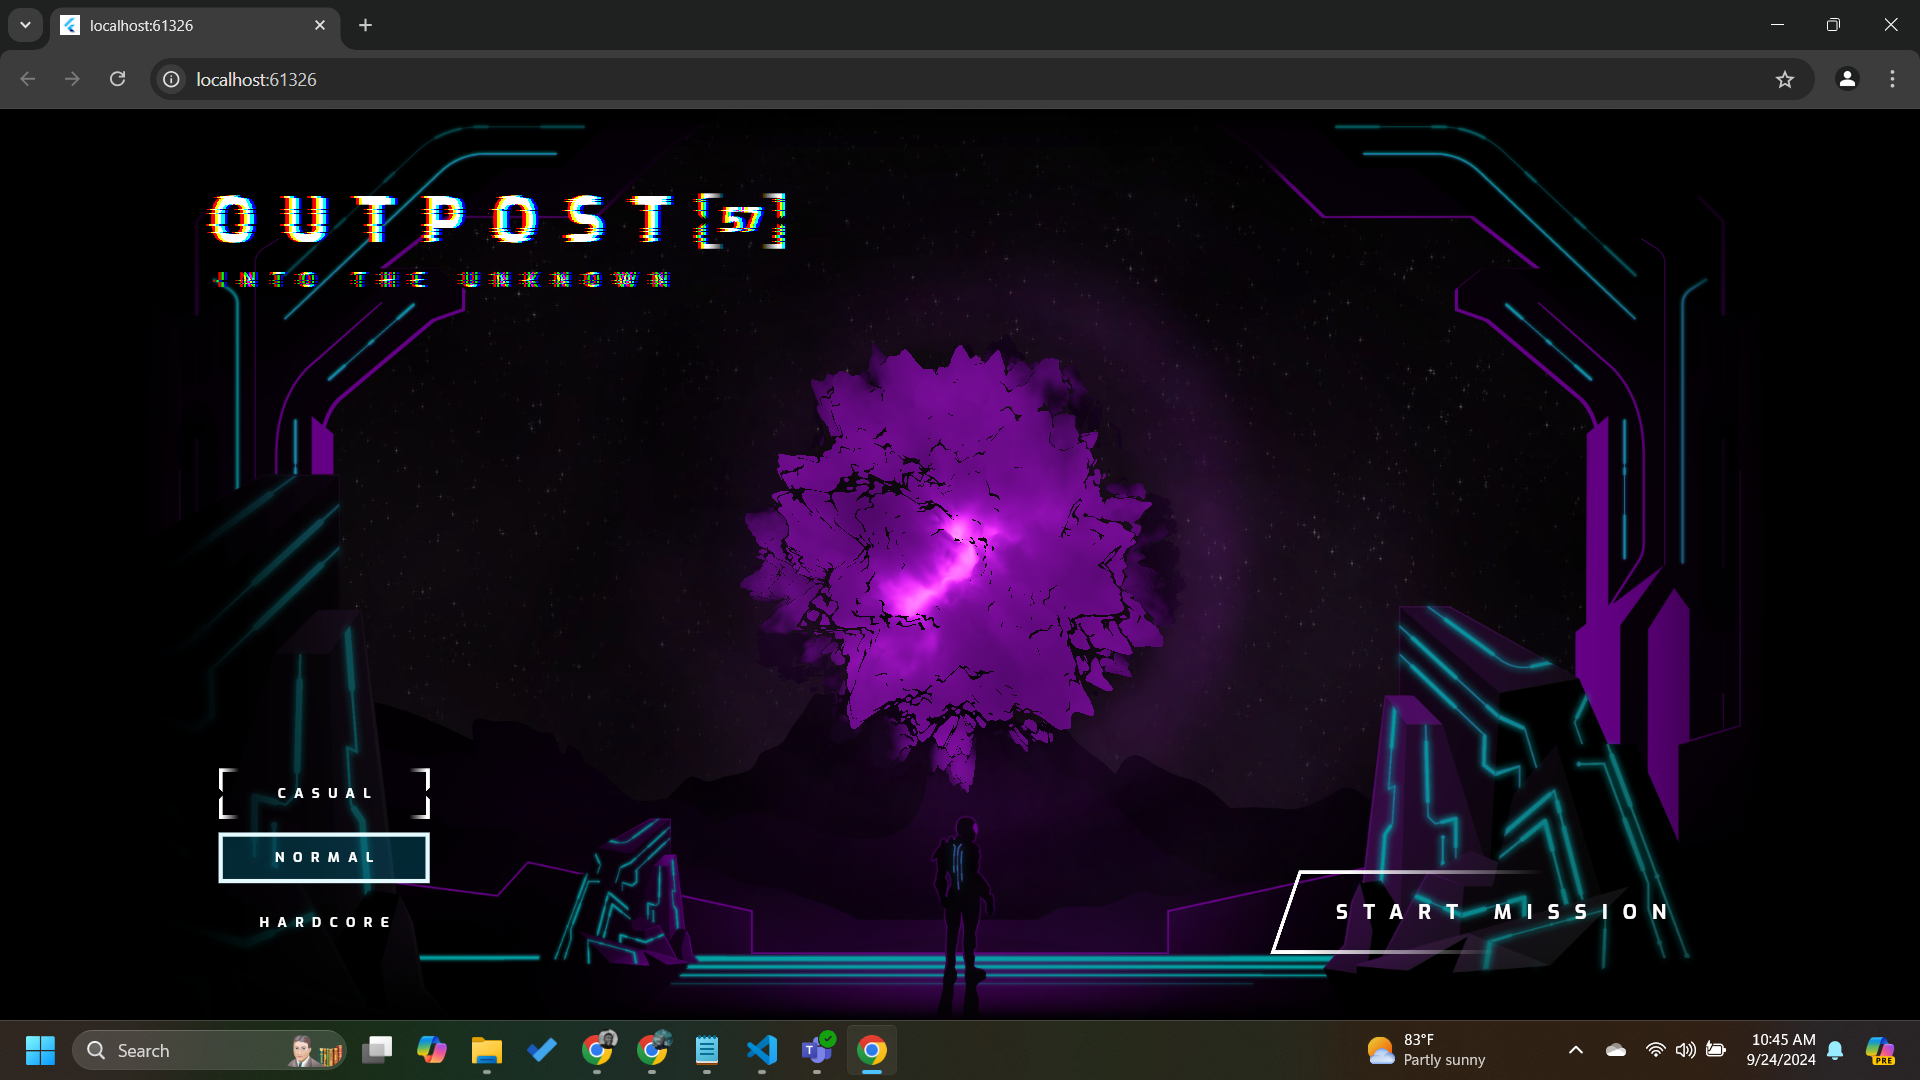 localhost:61326
localhost:61326
OUTPOST 57
INTO THE UNKNOWN
CASUAL
NORMAL
HARDCORE
START MISSION
Search
83°F
Partly sunny
10:45 AM
9/24/2024
PRE